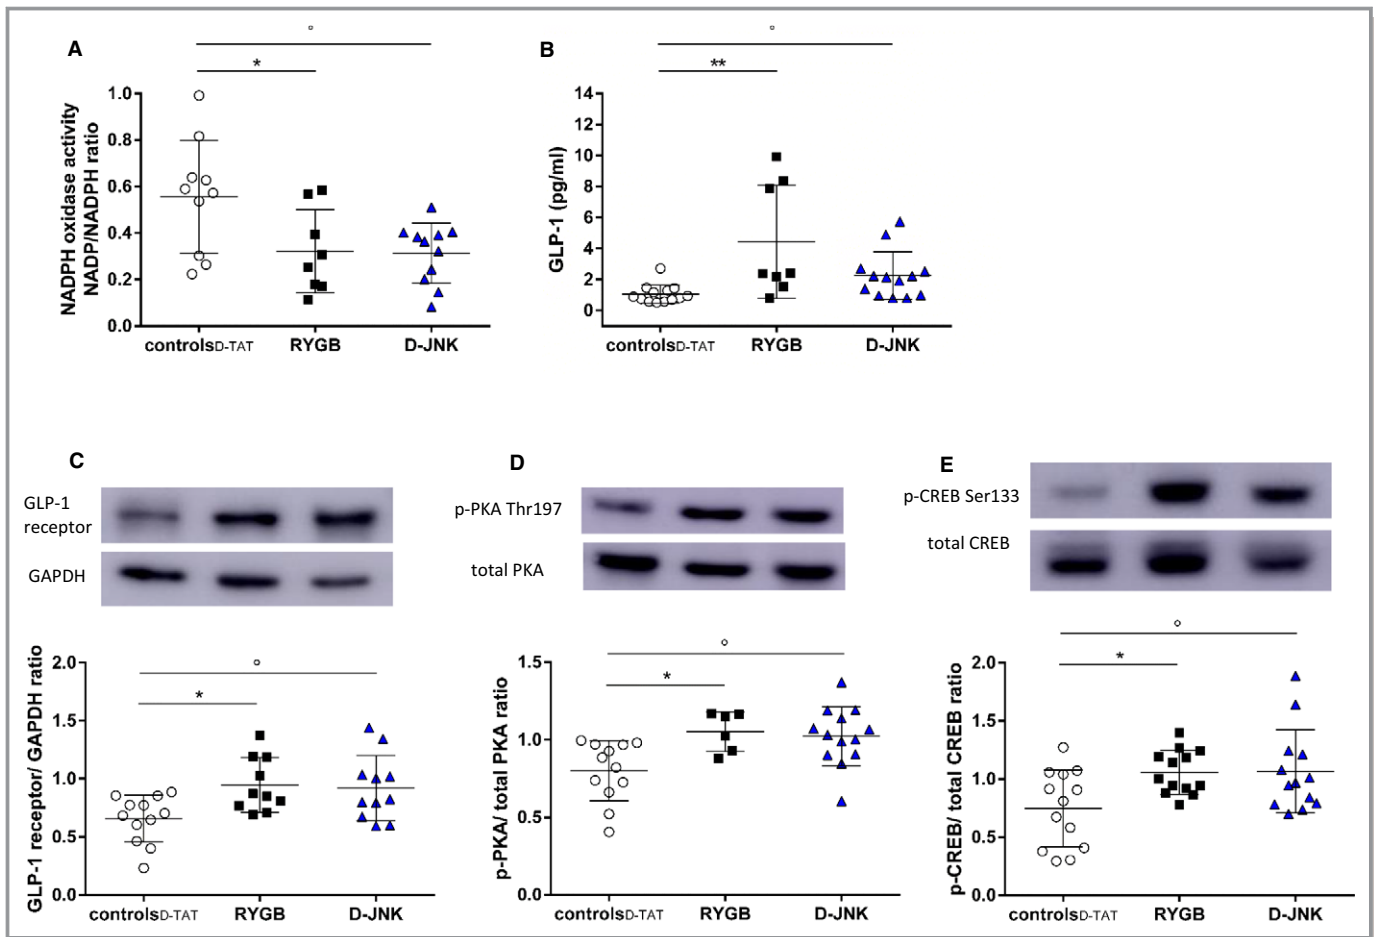 A
°
*
NADPH oxidase activity
NADP/NADPH ratio
1.0
0.8
0.6
0.4
0.2
0.0
controlsD-TAT RYGB D-JNK
B
°
**
GLP-1 (pg/ml)
14
12
10
8
6
4
2
0
controlsD-TAT RYGB D-JNK
C
GLP-1
receptor
GAPDH
°
*
GLP-1 receptor/ GAPDH ratio
2.0
1.5
1.0
0.5
0.0
controlsD-TAT RYGB D-JNK
D
p-PKA Thr197
total PKA
°
*
p-PKA/ total PKA ratio
1.5
1.0
0.5
0.0
controlsD-TAT RYGB D-JNK
E
p-CREB Ser133
total CREB
°
*
p-CREB/ total CREB ratio
2.0
1.5
1.0
0.5
0.0
controlsD-TAT RYGB D-JNK